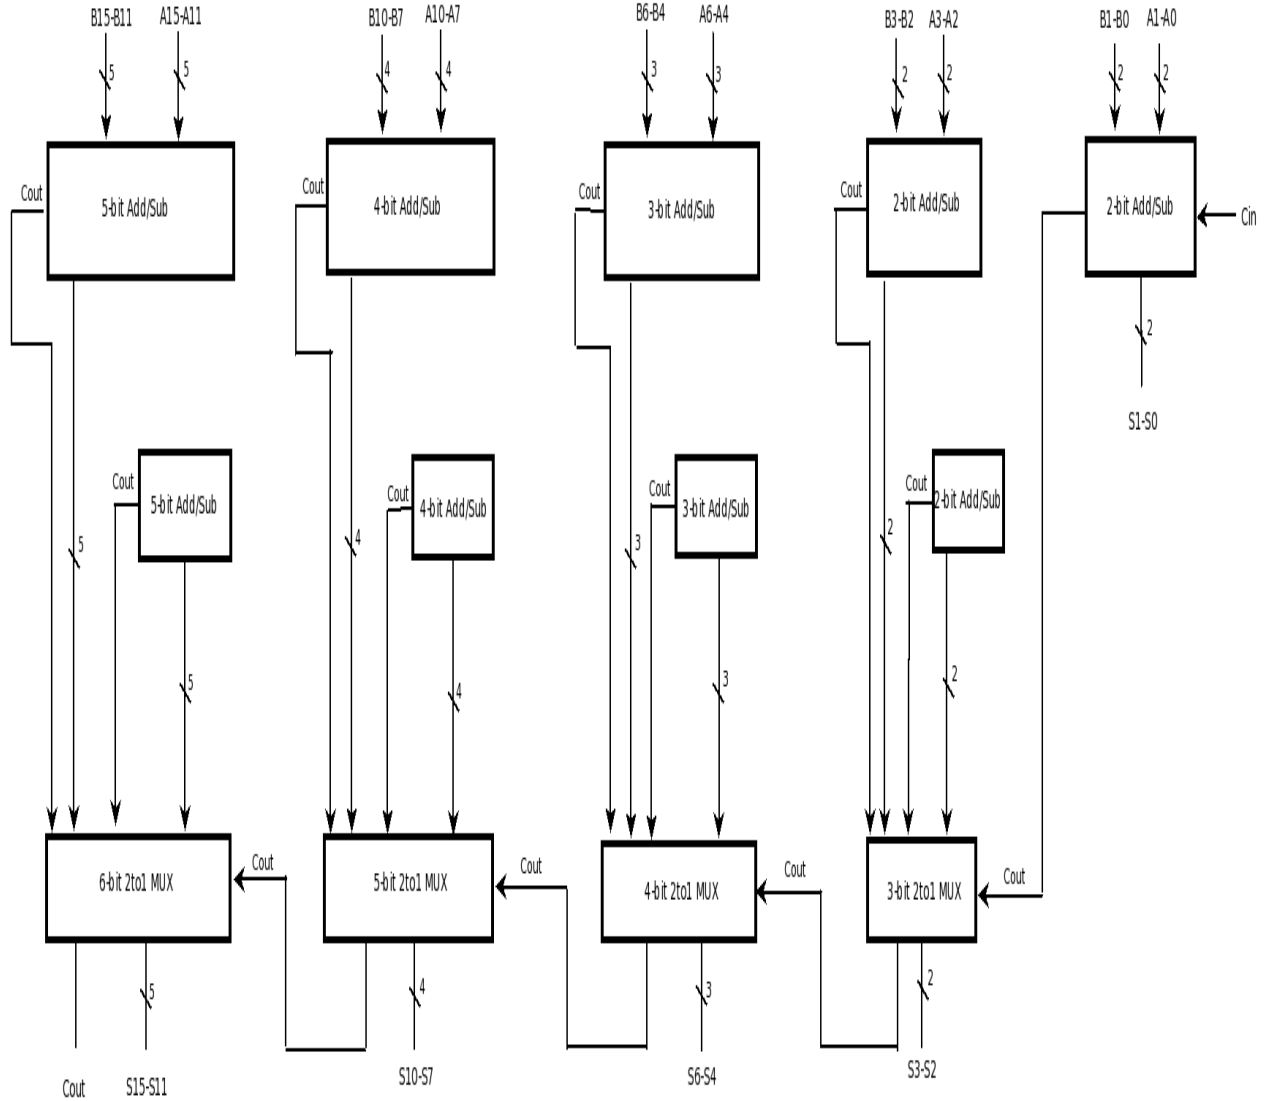 B15-B11 A15-A11 B10-B7 A10-A7 B6-B4 A6-A4 B3-B2 A3-A2 B1-B0 A1-A0
5 5 4 4 3 3 2 2 2 2
Cout 5-bit Add/Sub Cout 4-bit Add/Sub Cout 3-bit Add/Sub Cout 2-bit Add/Sub 2-bit Add/Sub Cin
2
S1-S0
Cout 5-bit Add/Sub Cout 4-bit Add/Sub Cout 3-bit Add/Sub Cout 2-bit Add/Sub
5 4 3 2
5 4 3 2
6-bit 2to1 MUX Cout 5-bit 2to1 MUX Cout 4-bit 2to1 MUX Cout 3-bit 2to1 MUX Cout
5 4 3 2
Cout S15-S11 S10-S7 S6-S4 S3-S2